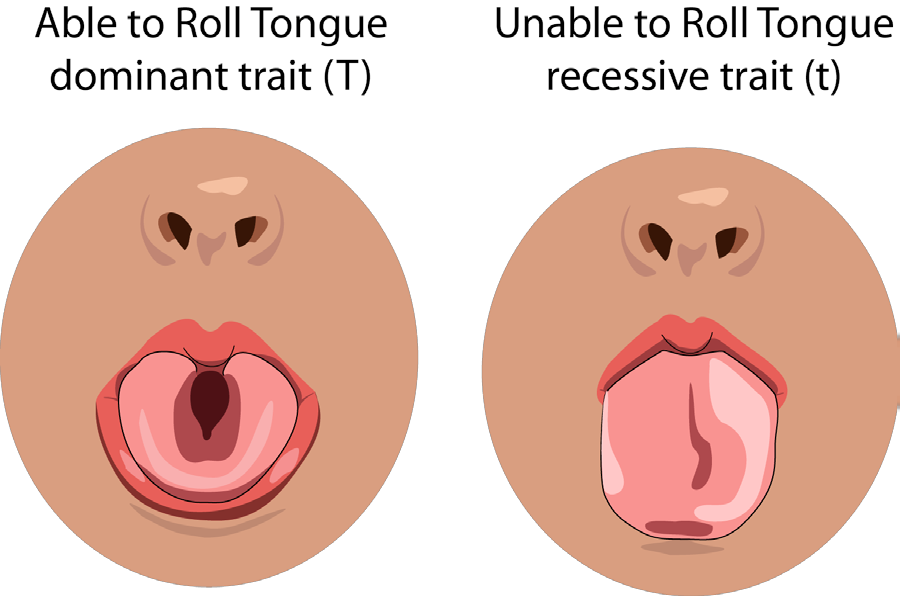 Able to Roll Tongue
dominant trait (T)
Unable to Roll Tongue
recessive trait (t)